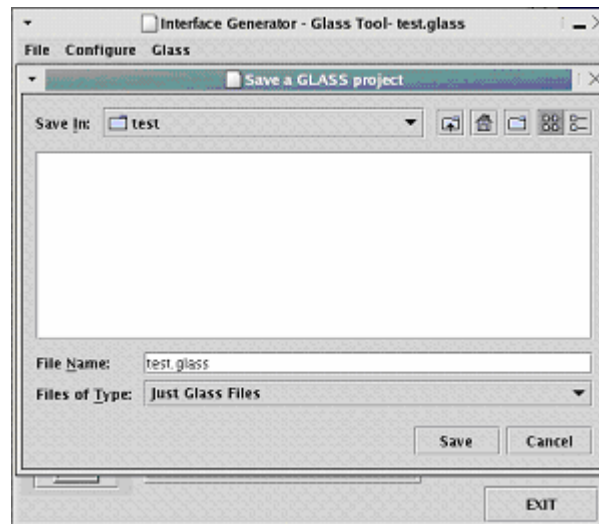 Interface Generator - Glass Tool- test.glass
File Configure Glass
Save a GLASS project
Save In: test
File Name: test.glass
Files of Type: Just Glass Files
Save Cancel
EXIT